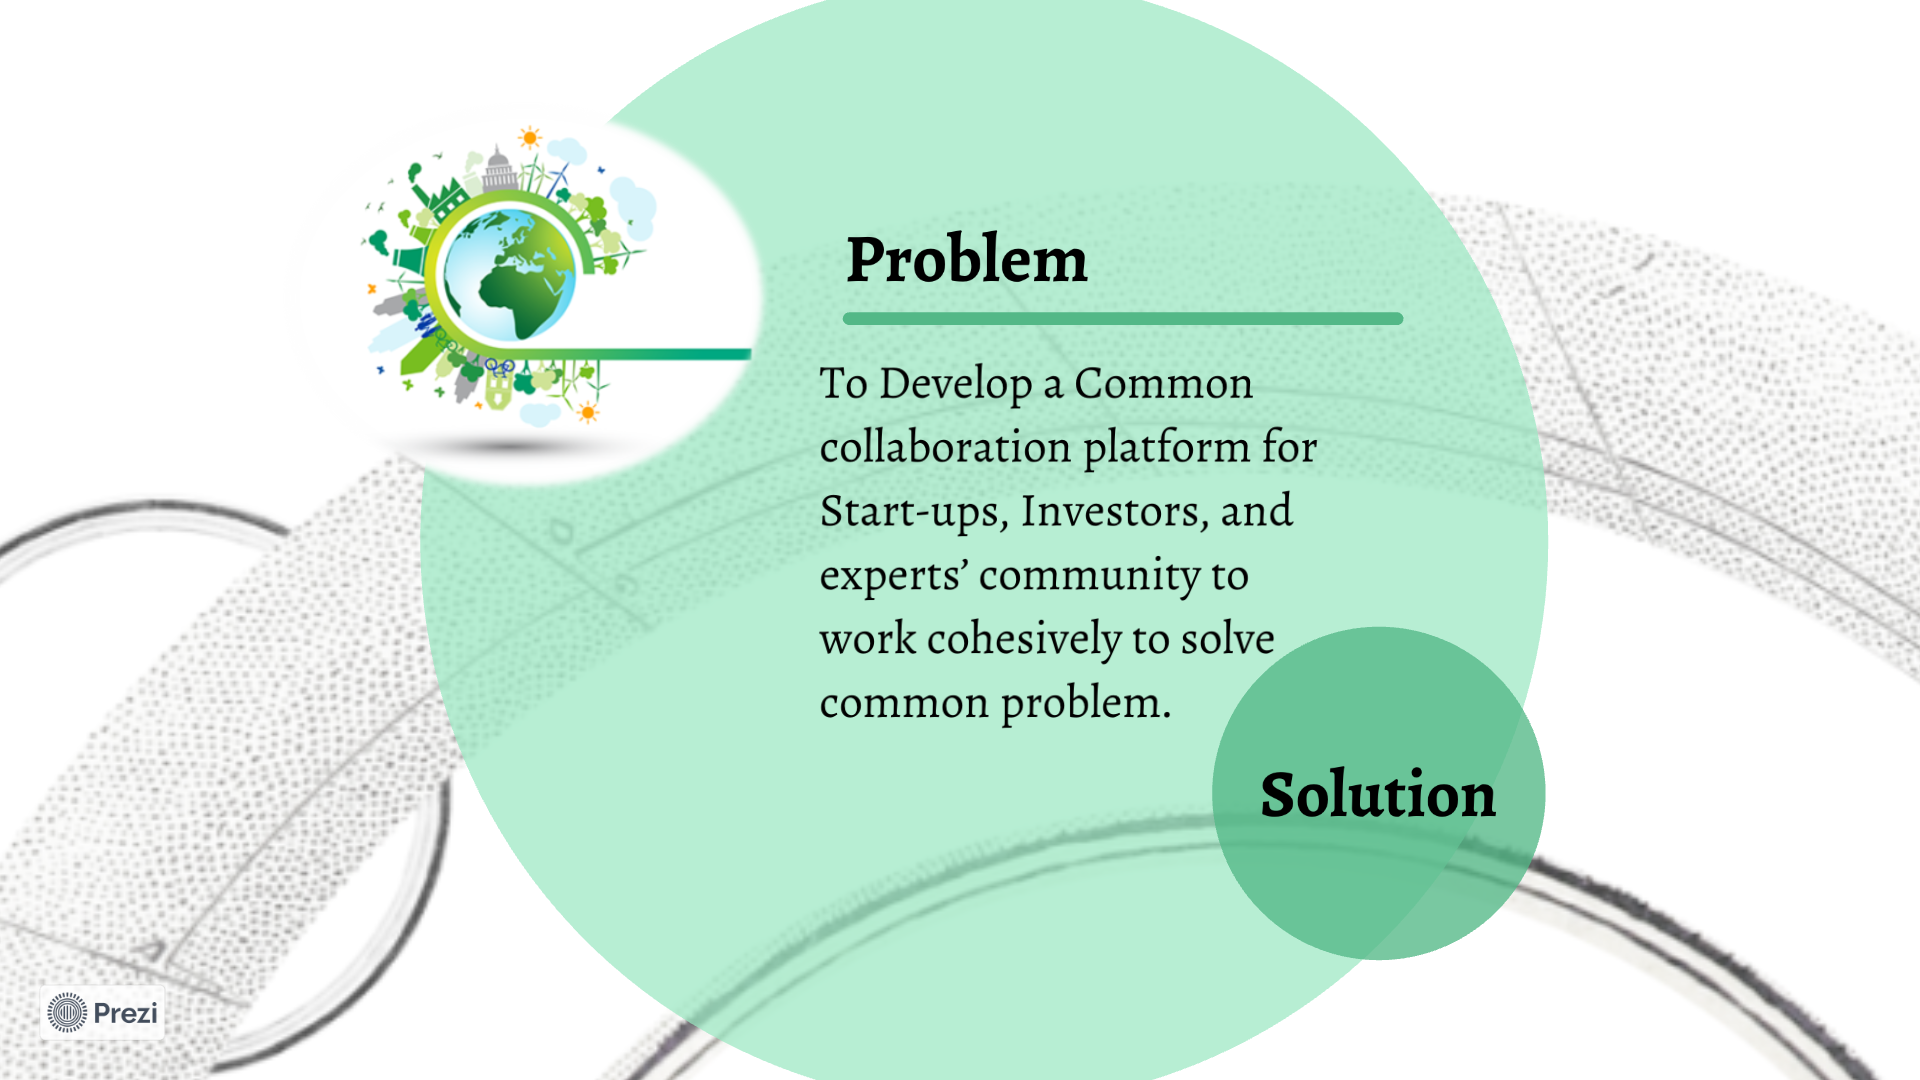 Problem
To Develop a Common
collaboration platform for
Start-ups, Investors, and
experts’ community to
work cohesively to solve
common problem.
Solution
Prezi